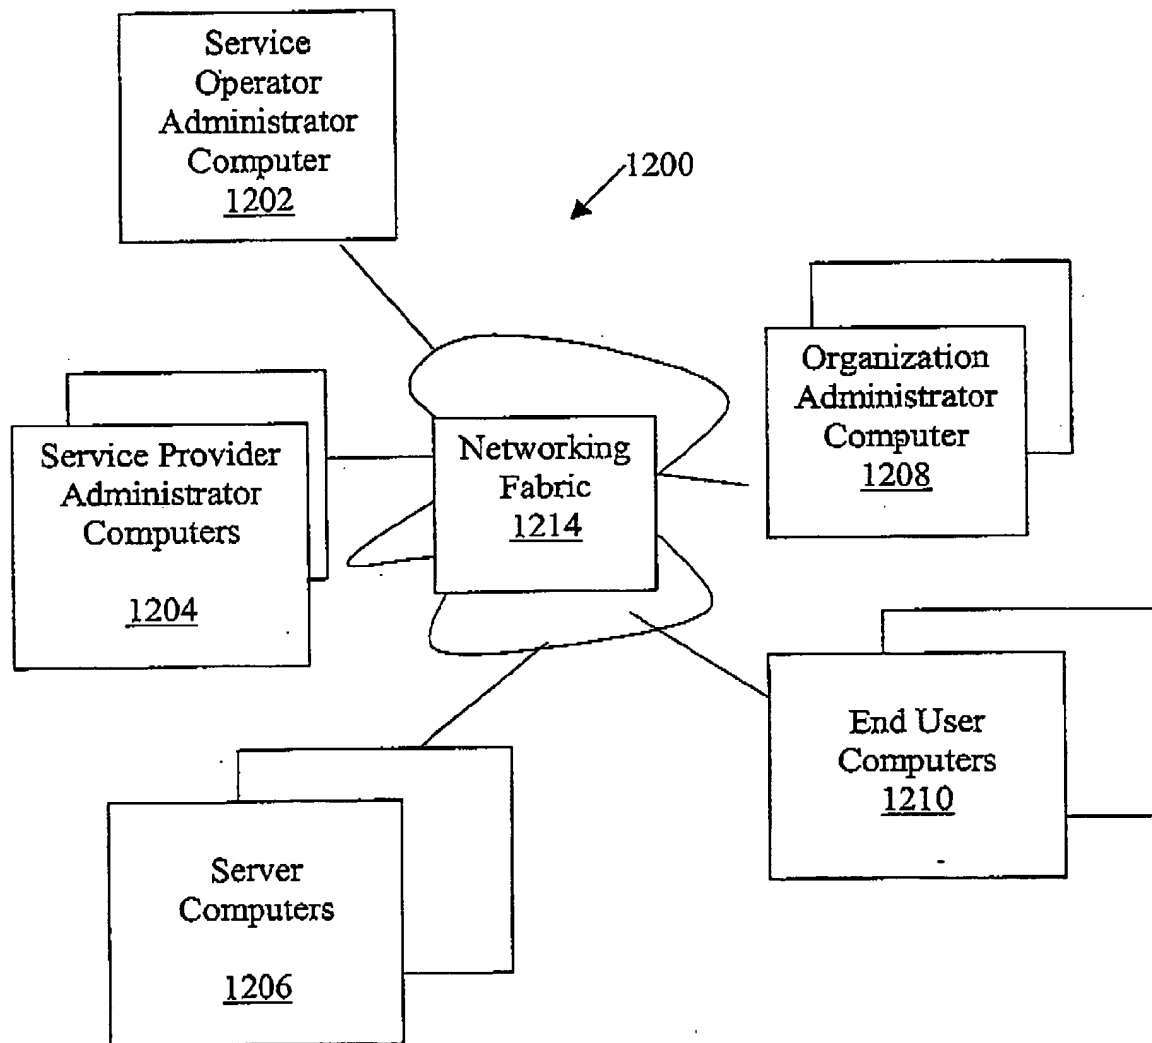 Service
Operator
Administrator
Computer
1202
1200
Organization
Administrator
Computer
1208
Networking
Fabric
1214
Service Provider
Administrator
Computers
1204
End User
Computers
1210
Server
Computers
1206